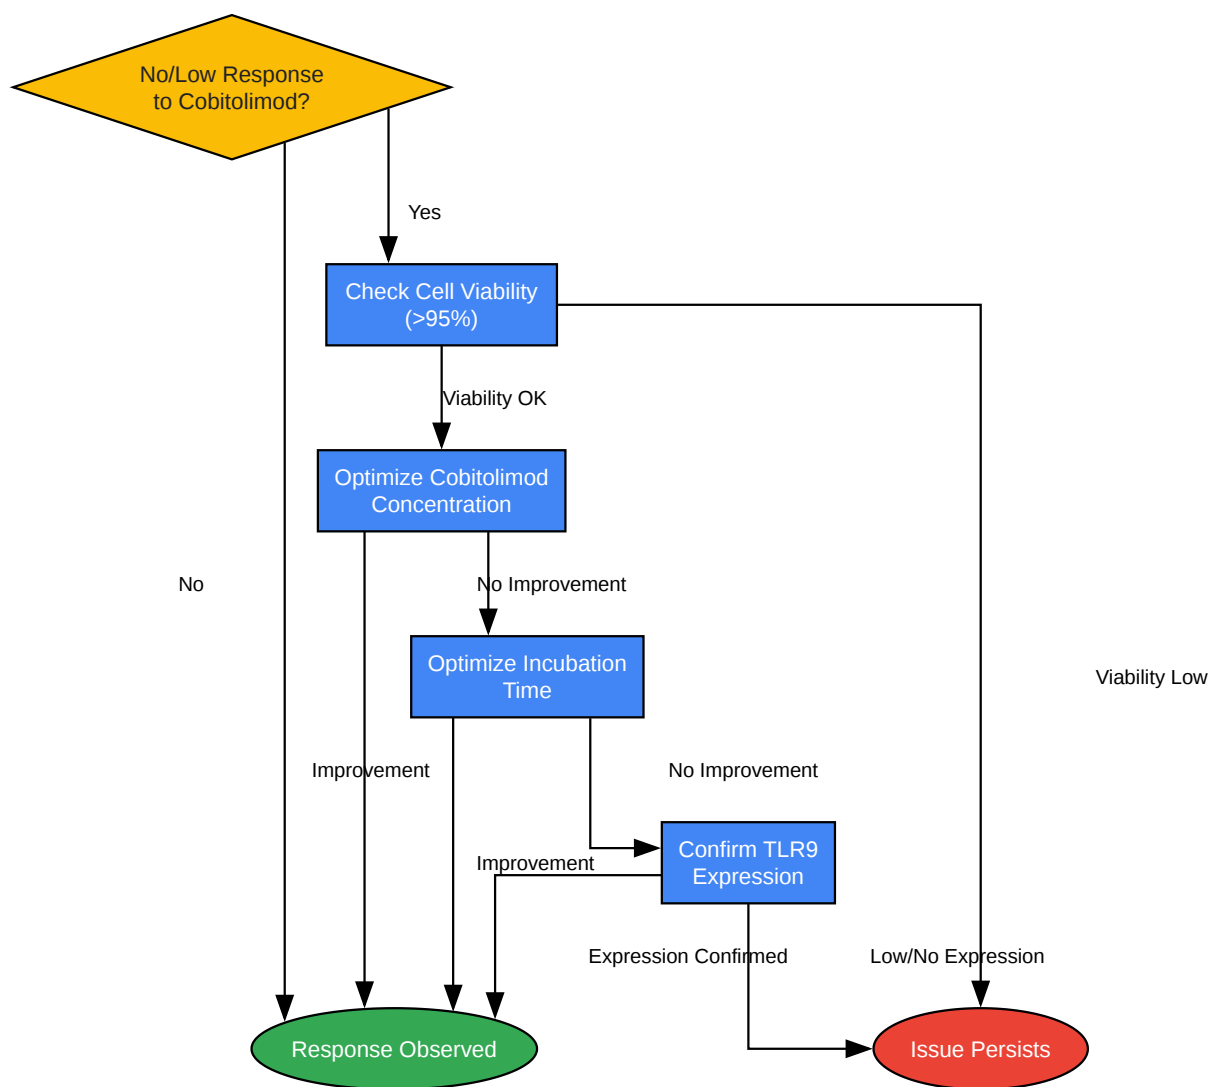 No/Low Response
to Cobitolimod?
Yes
Check Cell Viability
(>95%)
Viability OK
Optimize Cobitolimod
Concentration
No
No Improvement
Optimize Incubation
Time
Viability Low
Improvement
No Improvement
Confirm TLR9
Expression
Improvement
Expression Confirmed
Low/No Expression
Response Observed
Issue Persists